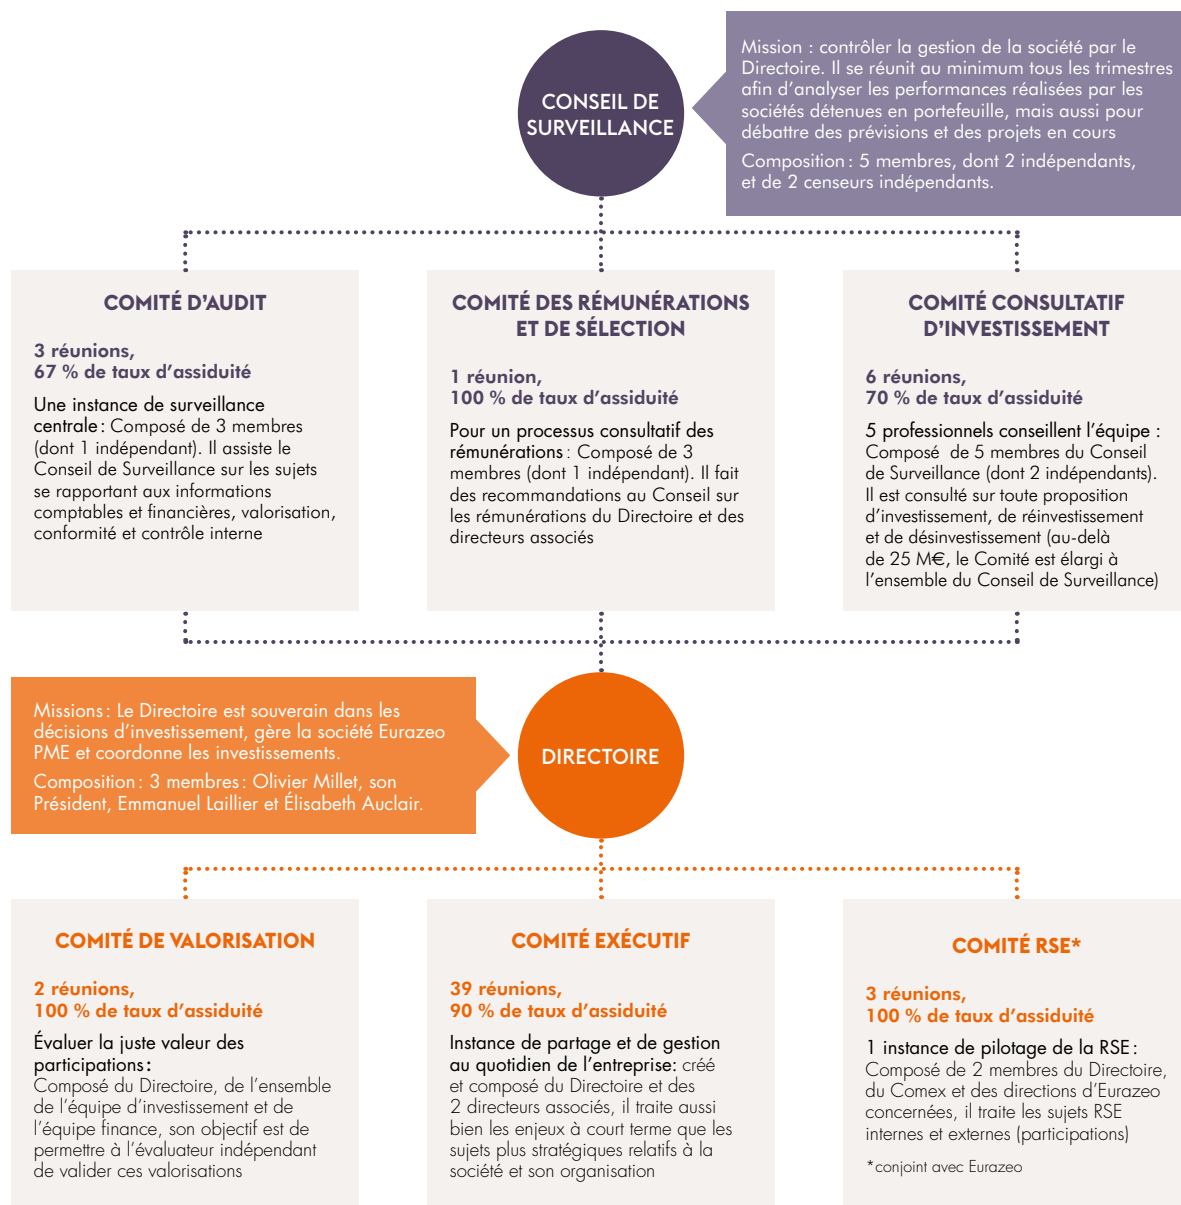 CONSEIL DE
SURVEILLANCE
Mission : contrôler la gestion de la société par le
Directoire. Il se réunit au minimum tous les trimestres
afin d’analyser les performances réalisées par les
sociétés détenues en portefeuille, mais aussi pour
débattre des prévisions et des projets en cours
Composition : 5 membres, dont 2 indépendants,
et de 2 censeurs indépendants.
COMITÉ D’AUDIT
3 réunions,
67 % de taux d’assiduité
Une instance de surveillance
centrale : Composé de 3 membres
(dont 1 indépendant). Il assiste le
Conseil de Surveillance sur les sujets
se rapportant aux informations
comptables et financières, valorisation,
conformité et contrôle interne
COMITÉ DES RÉMUNÉRATIONS
ET DE SÉLECTION
1 réunion,
100 % de taux d’assiduité
Pour un processus consultatif des
rémunérations : Composé de 3
membres (dont 1 indépendant). Il fait
des recommandations au Conseil sur
les rémunérations du Directoire et des
directeurs associés
COMITÉ CONSULTATIF
D’INVESTISSEMENT
6 réunions,
70 % de taux d’assiduité
5 professionnels conseillent l’équipe :
Composé de 5 membres du Conseil
de Surveillance (dont 2 indépendants).
Il est consulté sur toute proposition
d’investissement, de réinvestissement
et de désinvestissement (au-delà
de 25 M€, le Comité est élargi à
l’ensemble du Conseil de Surveillance)
Missions : Le Directoire est souverain dans les
décisions d’investissement, gère la société Eurazeo
PME et coordonne les investissements.
Composition : 3 membres : Olivier Millet, son
Président, Emmanuel Laillier et Élisabeth Auclair.
DIRECTOIRE
COMITÉ DE VALORISATION
2 réunions,
100 % de taux d’assiduité
Évaluer la juste valeur des
participations :
Composé du Directoire, de l’ensemble
de l’équipe d’investissement et de
l’équipe finance, son objectif est de
permettre à l’évaluateur indépendant
de valider ces valorisations
COMITÉ EXÉCUTIF
39 réunions,
90 % de taux d’assiduité
Instance de partage et de gestion
au quotidien de l’entreprise: créé
et composé du Directoire et des
2 directeurs associés, il traite aussi
bien les enjeux à court terme que les
sujets plus stratégiques relatifs à la
société et son organisation
COMITÉ RSE*
3 réunions,
100 % de taux d’assiduité
1 instance de pilotage de la RSE :
Composé de 2 membres du Directoire,
du Comex et des directions d’Eurazeo
concernées, il traite les sujets RSE
internes et externes (participations)
*conjoint avec Eurazeo